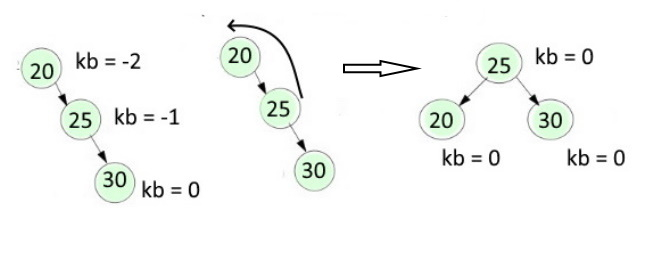 20 kb = -2
25 kb = -1
30 kb = 0
20
25
30
25 kb = 0
20 30
kb = 0 kb = 0